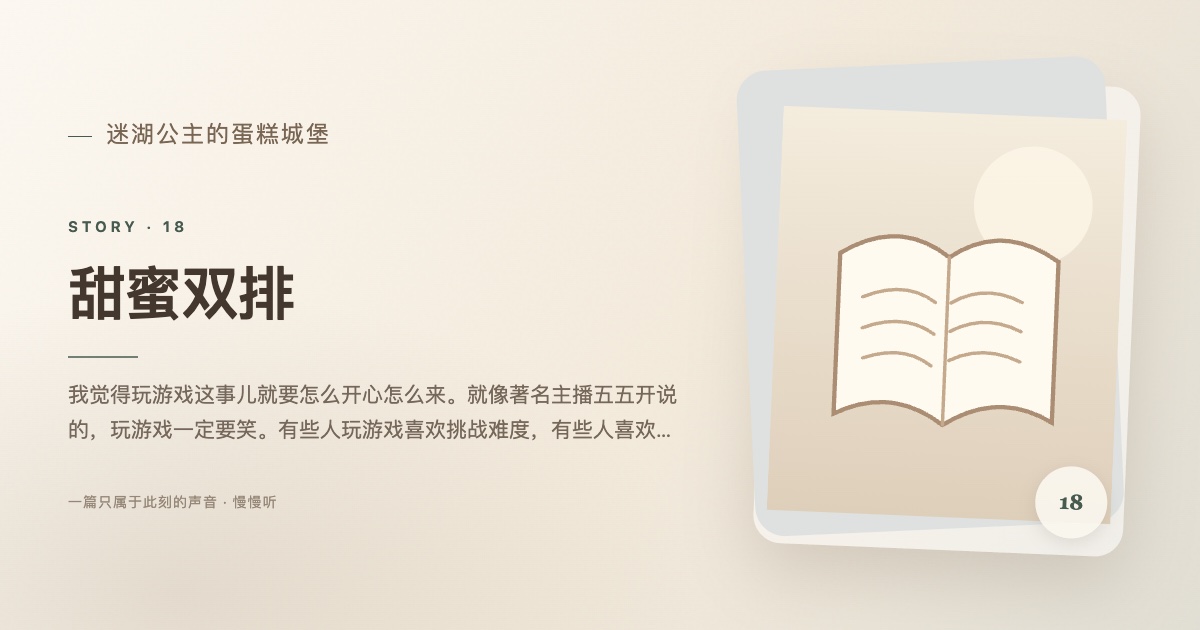 — 迷湖公主的蛋糕城堡
STORY · 18
甜蜜双排
我觉得玩游戏这事儿就要怎么开心怎么来。就像著名主播五五开说
的，玩游戏一定要笑。有些人玩游戏喜欢挑战难度，有些人喜欢...
一篇只属于此刻的声音 · 慢慢听
18